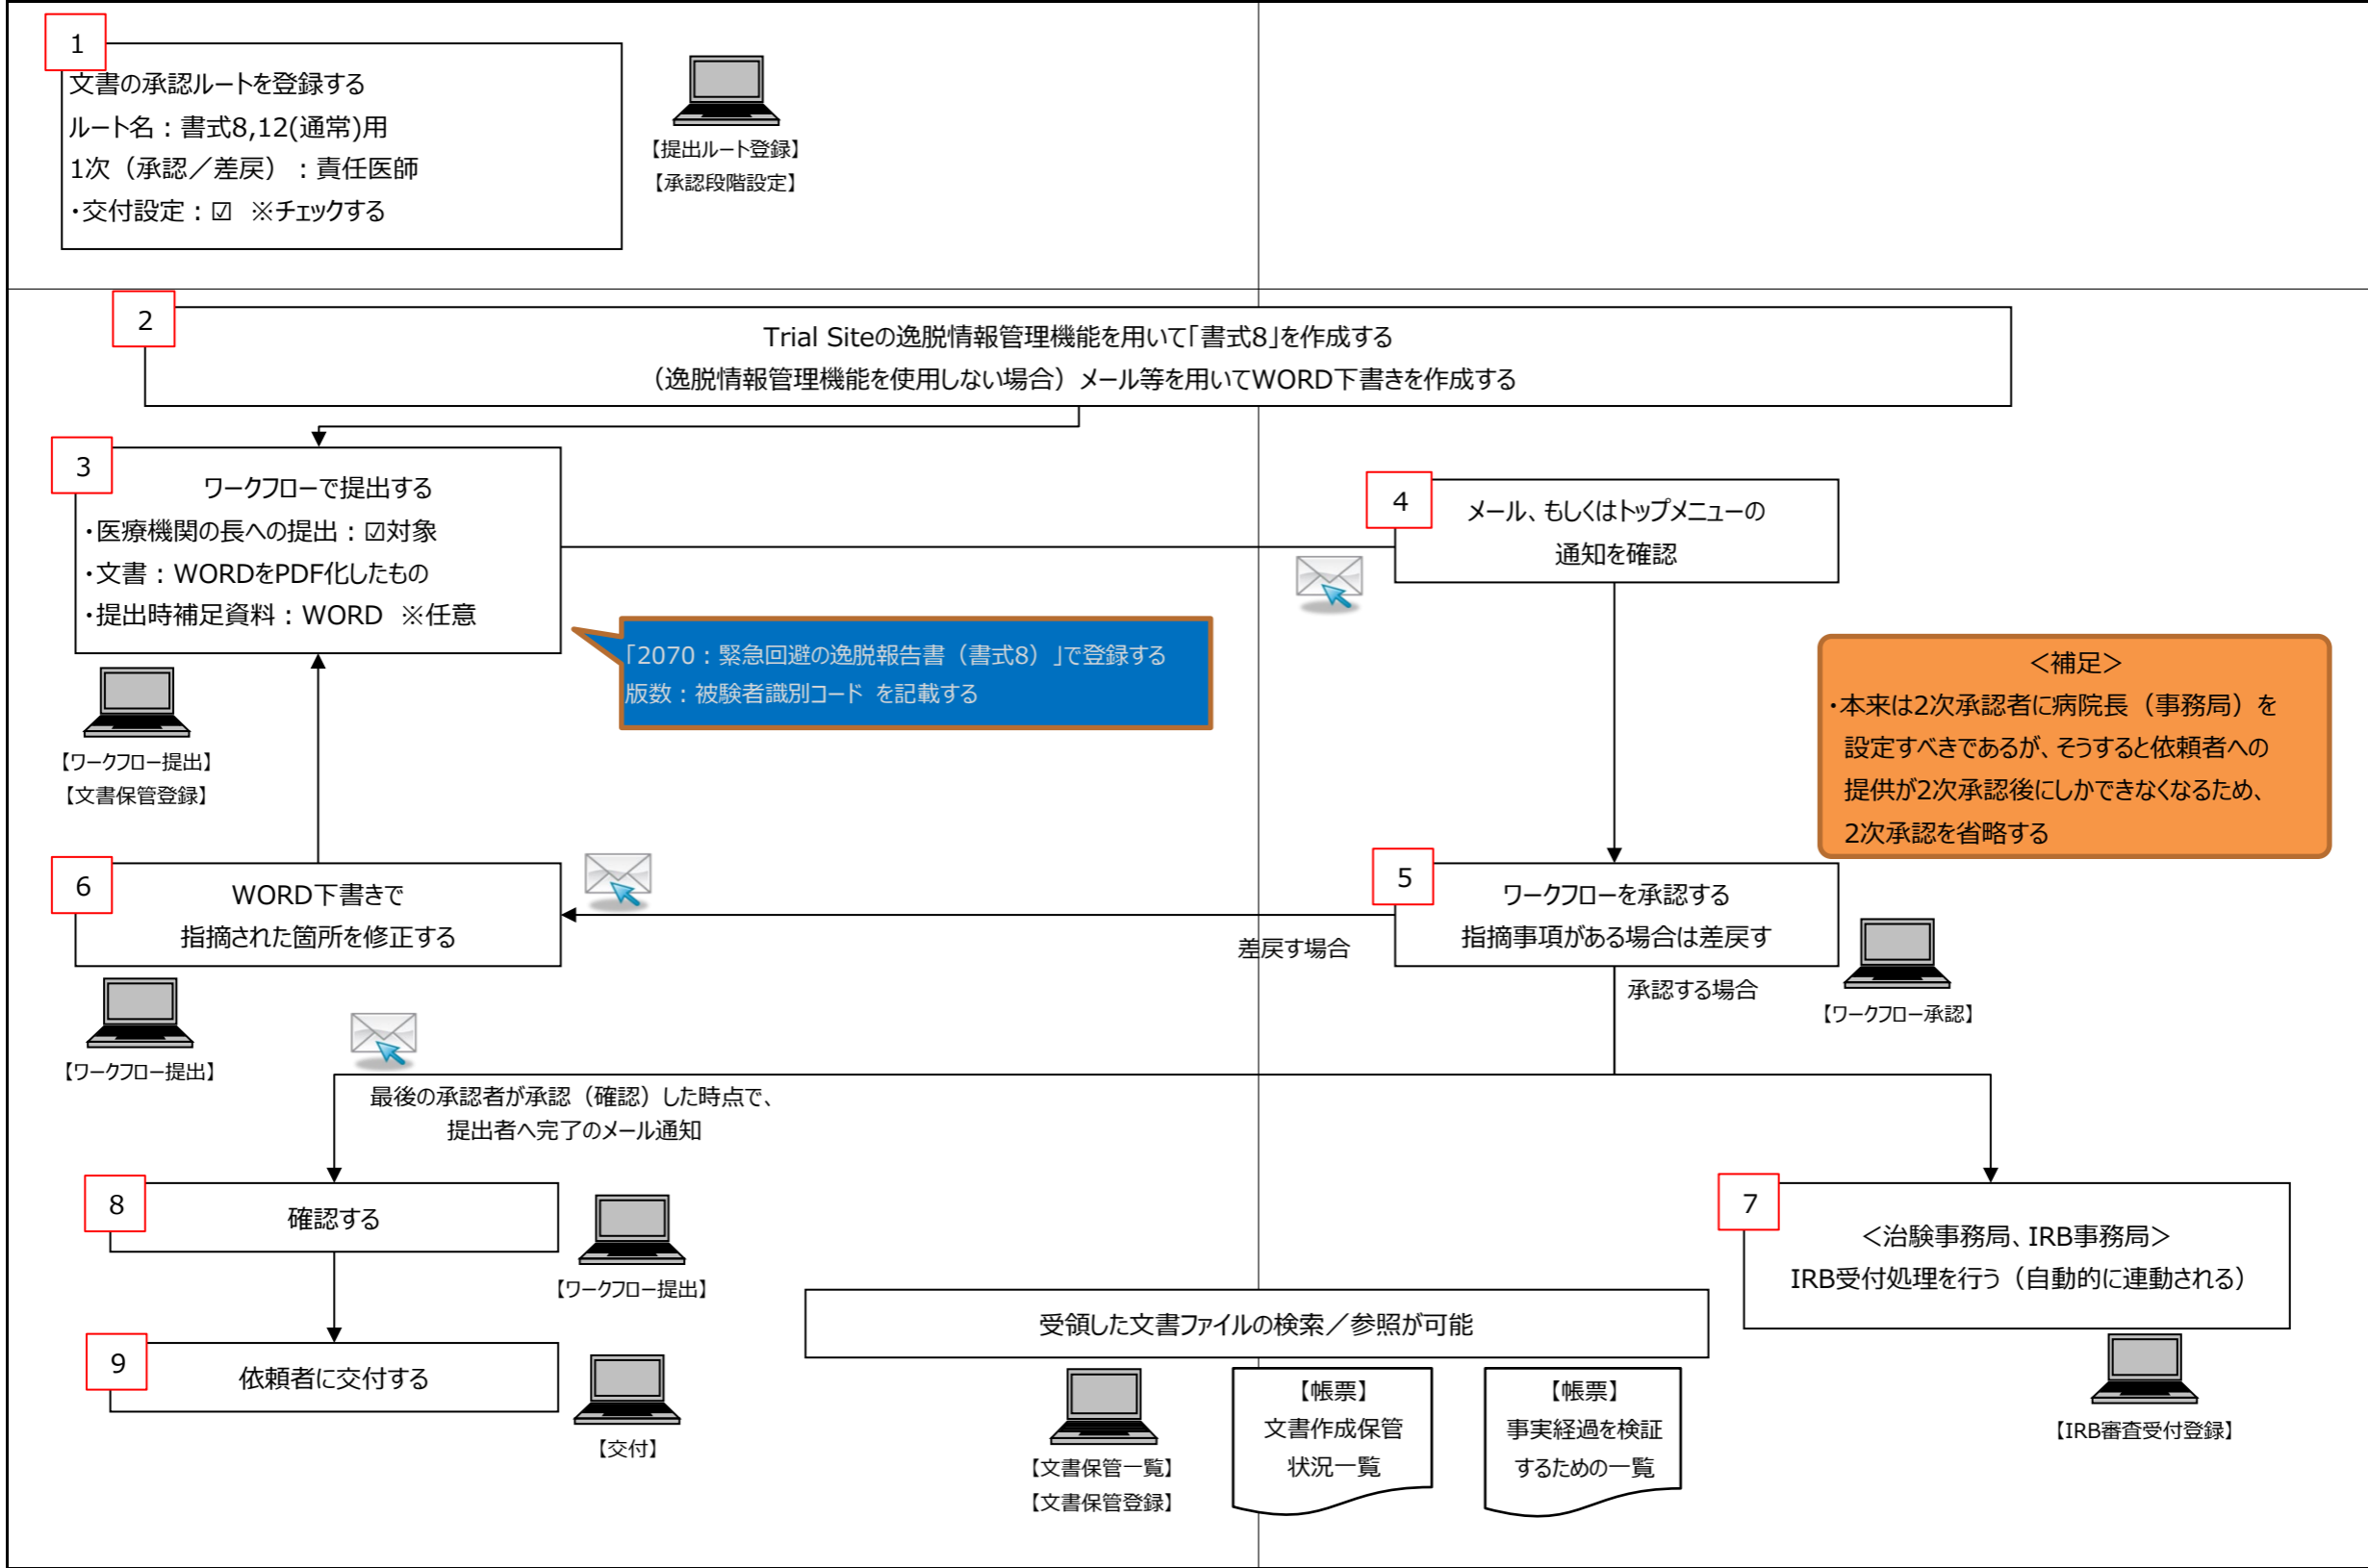 1
文書の承認ルートを登録する
ルート名：書式8,12(通常)用
1次（承認／差戻）：責任医師
・交付設定：☑ ※チェックする
【提出ルート登録】
【承認段階設定】
2
Trial Siteの逸脱情報管理機能を用いて「書式8」を作成する
（逸脱情報管理機能を使用しない場合）メール等を用いてWORD下書きを作成する
3
ワークフローで提出する
・医療機関の長への提出：☑対象
・文書：WORDをPDF化したもの
・提出時補足資料：WORD ※任意
【ワークフロー提出】
【文書保管登録】
「2070：緊急回避の逸脱報告書（書式8）」で登録する
版数：被験者識別コード を記載する
4
メール、もしくはトップメニューの
通知を確認
＜補足＞
・本来は2次承認者に病院長（事務局）を
設定すべきであるが、そうすると依頼者への
提供が2次承認後にしかできなくなるため、
2次承認を省略する
5
ワークフローを承認する
指摘事項がある場合は差戻す
【ワークフロー承認】
差戻す場合
承認する場合
6
WORD下書きで
指摘された箇所を修正する
【ワークフロー提出】
最後の承認者が承認（確認）した時点で、
提出者へ完了のメール通知
7
＜治験事務局、IRB事務局＞
IRB受付処理を行う（自動的に連動される）
【IRB審査受付登録】
8
確認する
【ワークフロー提出】
9
依頼者に交付する
【交付】
受領した文書ファイルの検索／参照が可能
【文書保管一覧】
【文書保管登録】
【帳票】
文書作成保管
状況一覧
【帳票】
事実経過を検証
するための一覧